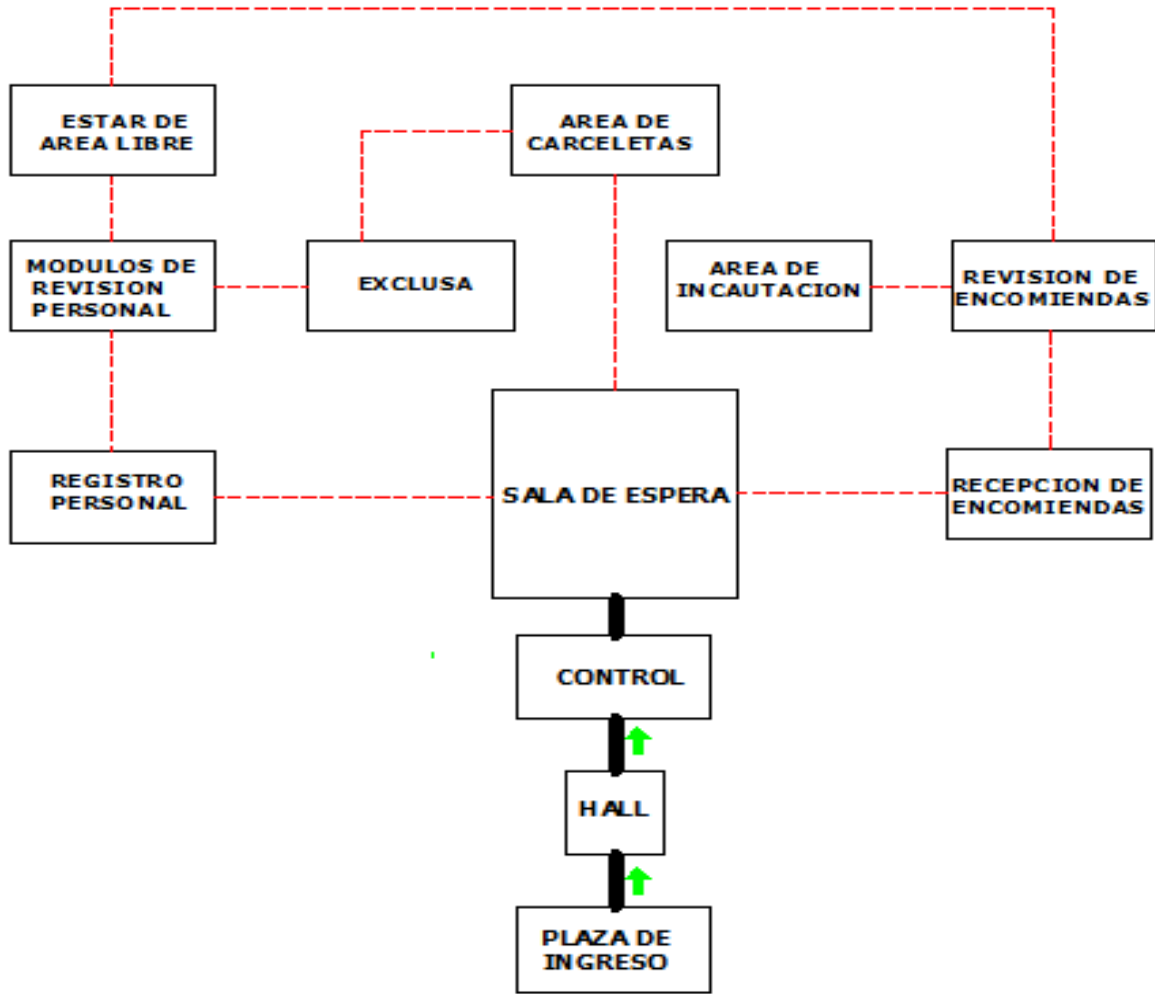 ESTAR DE
AREA LIBRE
AREA DE
CARCELETAS
MODULOS DE
REVISION
PERSONAL
EXCLUSA
AREA DE
INCAUTACION
REVISION DE
ENCOMIENDAS
REGISTRO
PERSONAL
SALA DE ESPERA
RECEPCION DE
ENCOMIENDAS
CONTROL
HALL
PLAZA DE
INGRESO